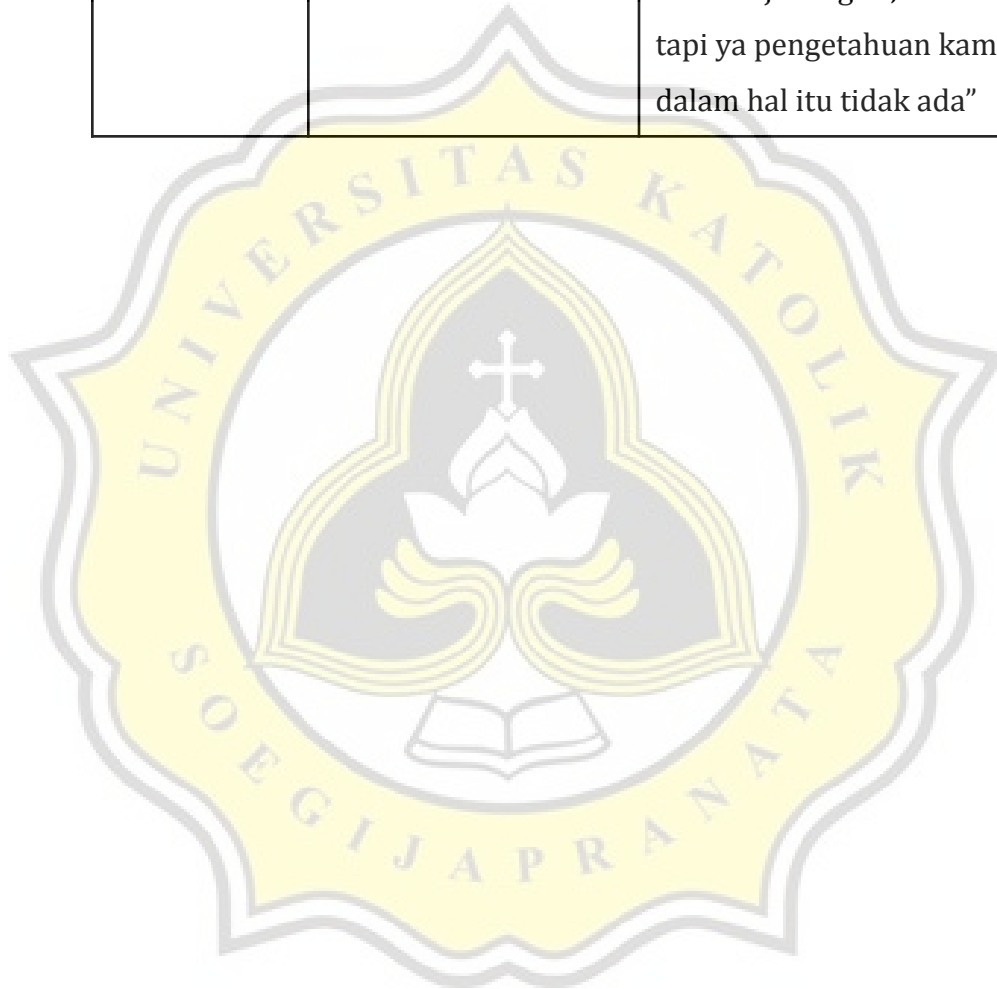 tapi ya pengetahuan kam
dalam hal itu tidak ada”
UNIVERSITAS KATOLIK
SOEGIJAPRANATA